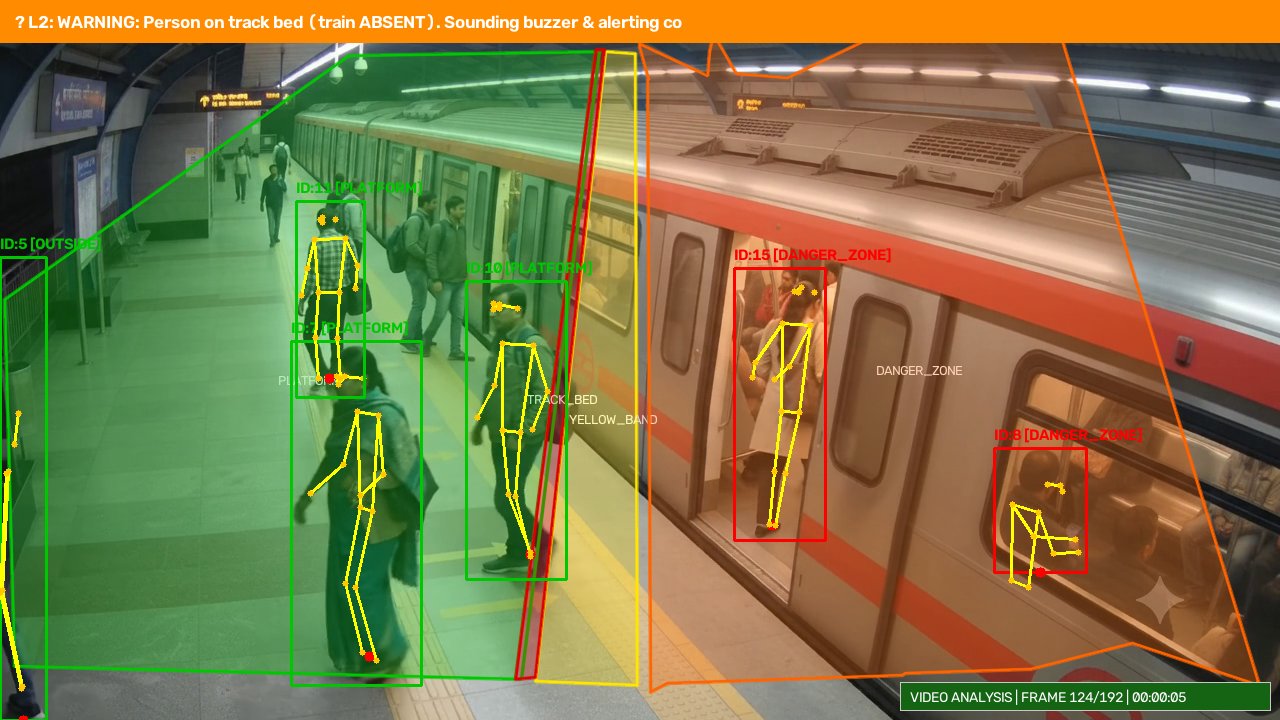 ? L2: WARNING: Person on track bed (train ABSENT). Sounding buzzer & alerting co
ID:11 [PLATFORM]
ID:5 [OUTSIDE]
ID:15 [DANGER_ZONE]
ID:10 [PLATFORM]
[PLATFORM]
DANGER_ZONE
TRACK_BED
YELLOW_BAND
ID:8 [DANGER_ZONE]
VIDEO ANALYSIS | FRAME 124/192 | 00:00:05